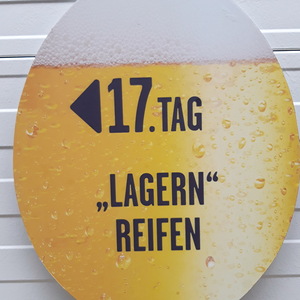 17. TAG
„LAGERN“
REIFEN